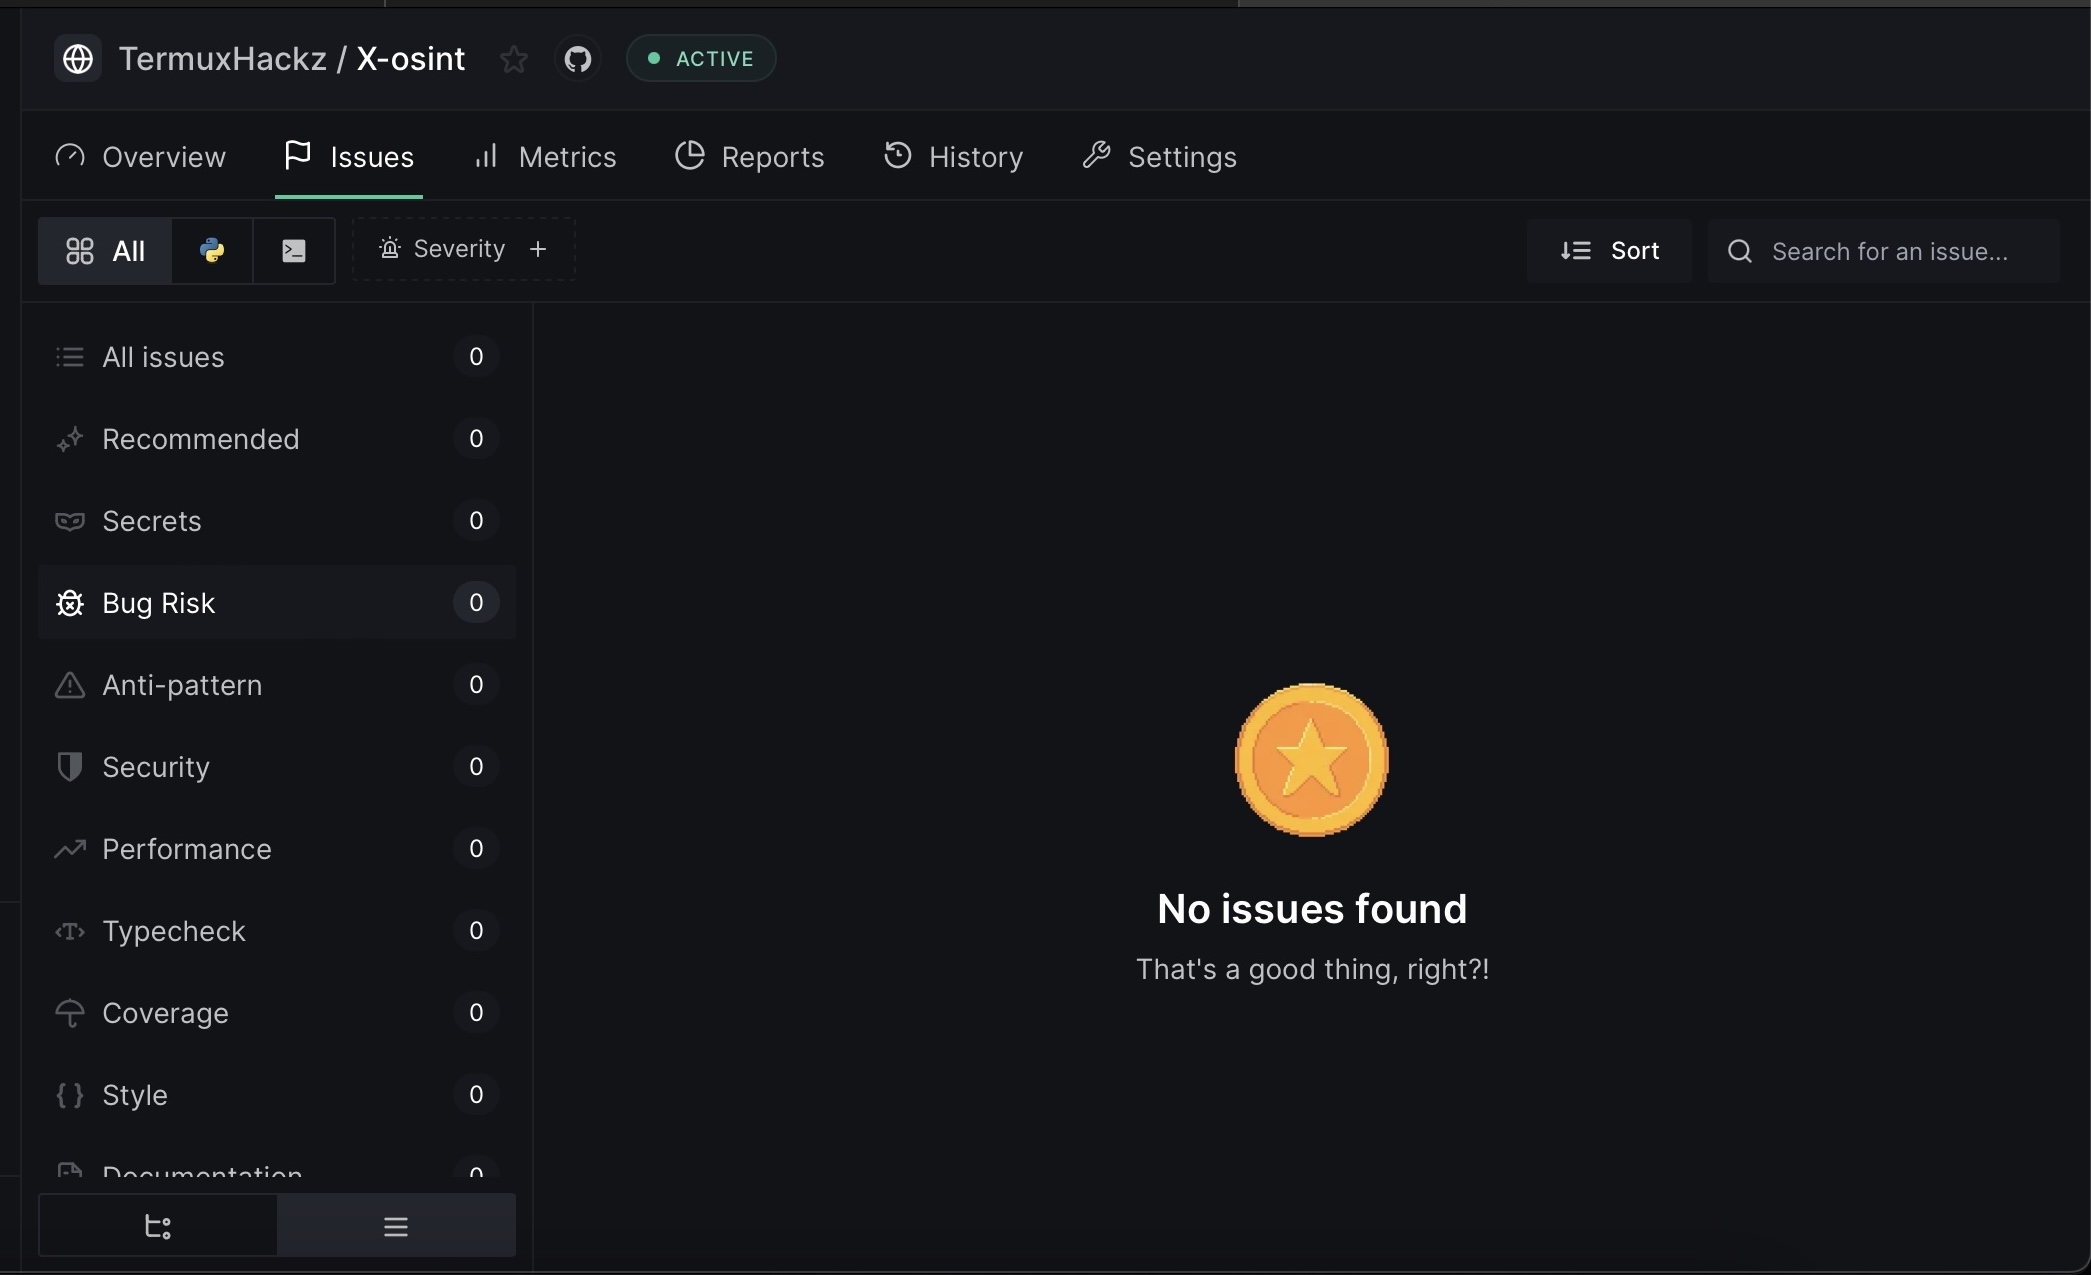 TermuxHackz / X-osint ACTIVE
Overview Issues Metrics Reports History Settings
All Severity + Sort Search for an issue...
All issues 0
Recommended 0
Secrets 0
Bug Risk 0
Anti-pattern 0
Security 0
Performance 0
Typecheck 0
Coverage 0
Style 0
Documentation 0
No issues found
That's a good thing, right?!